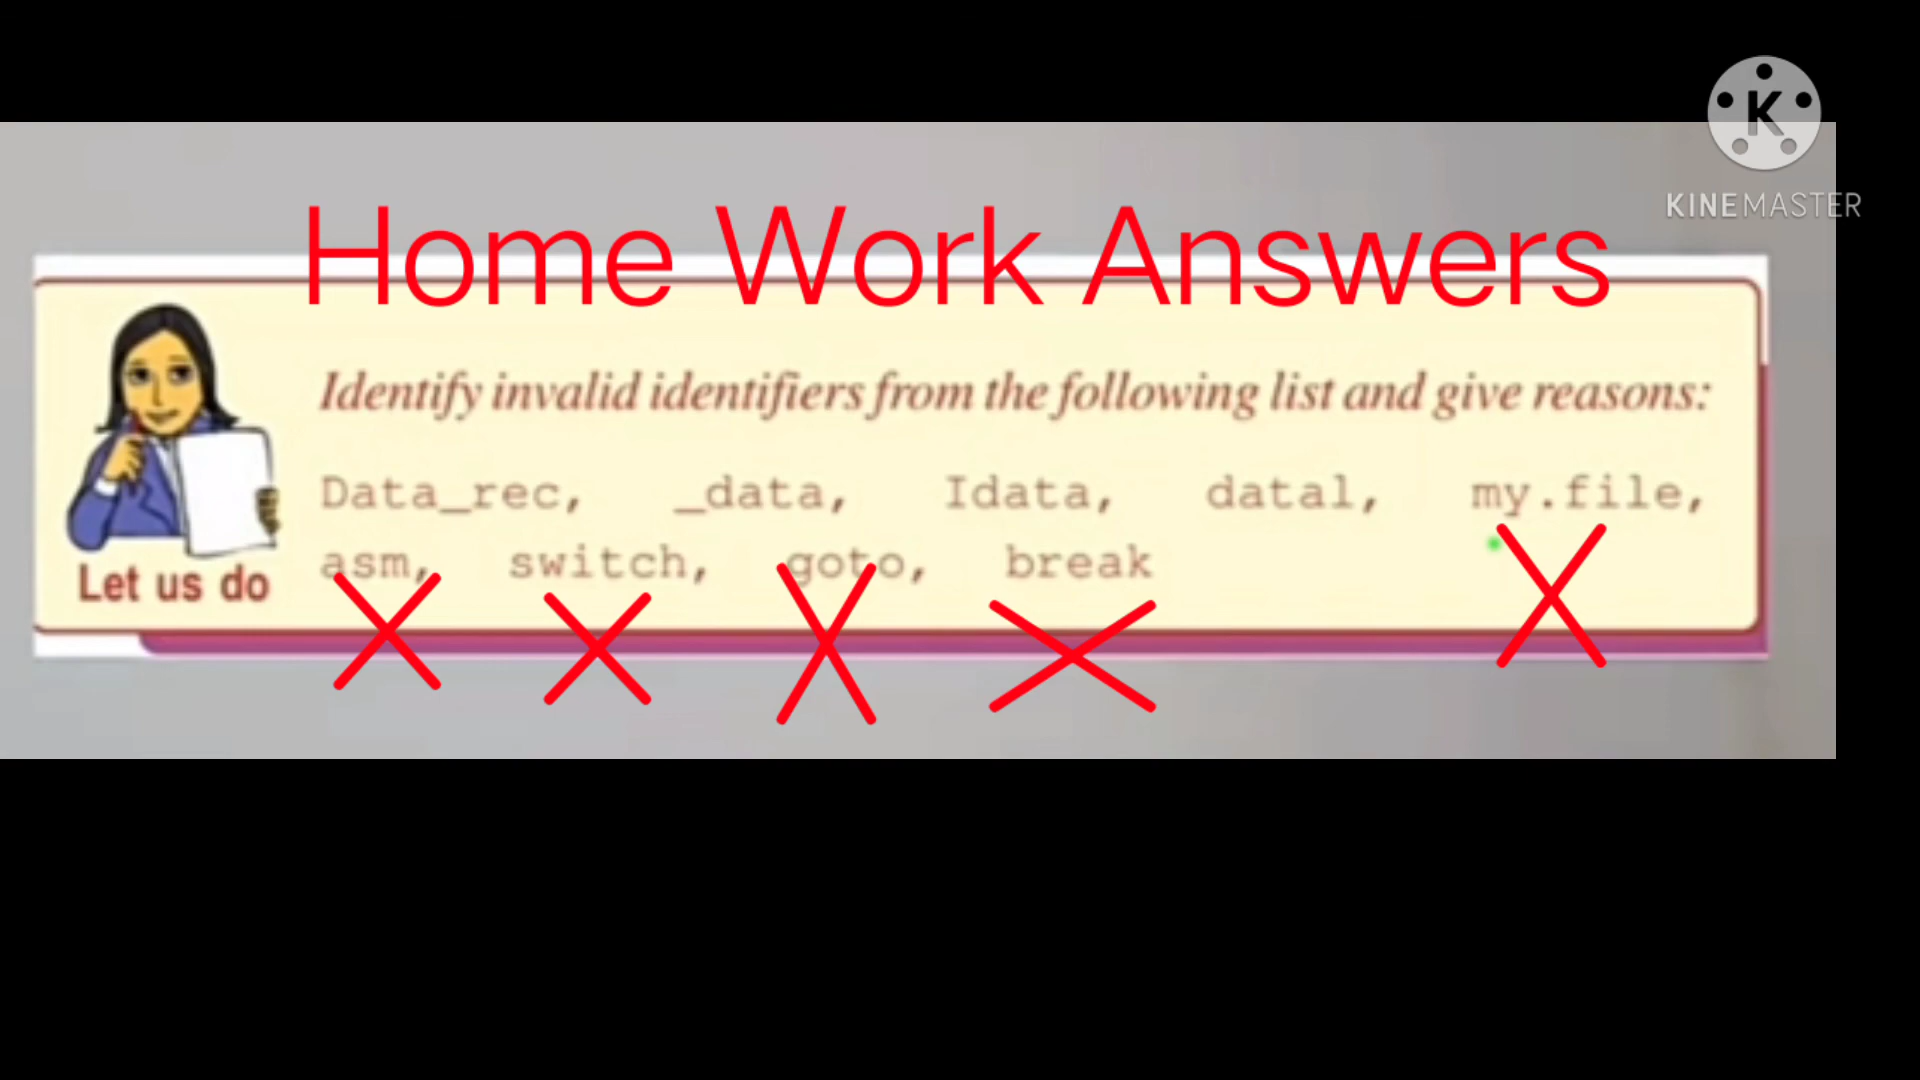 K
KINEMASTER
Home Work Answers
Identify invalid identifiers from the following list and give reasons:
Data_rec, _data, Idata, datal, my.file,
asm, switch, goto, break
Let us do